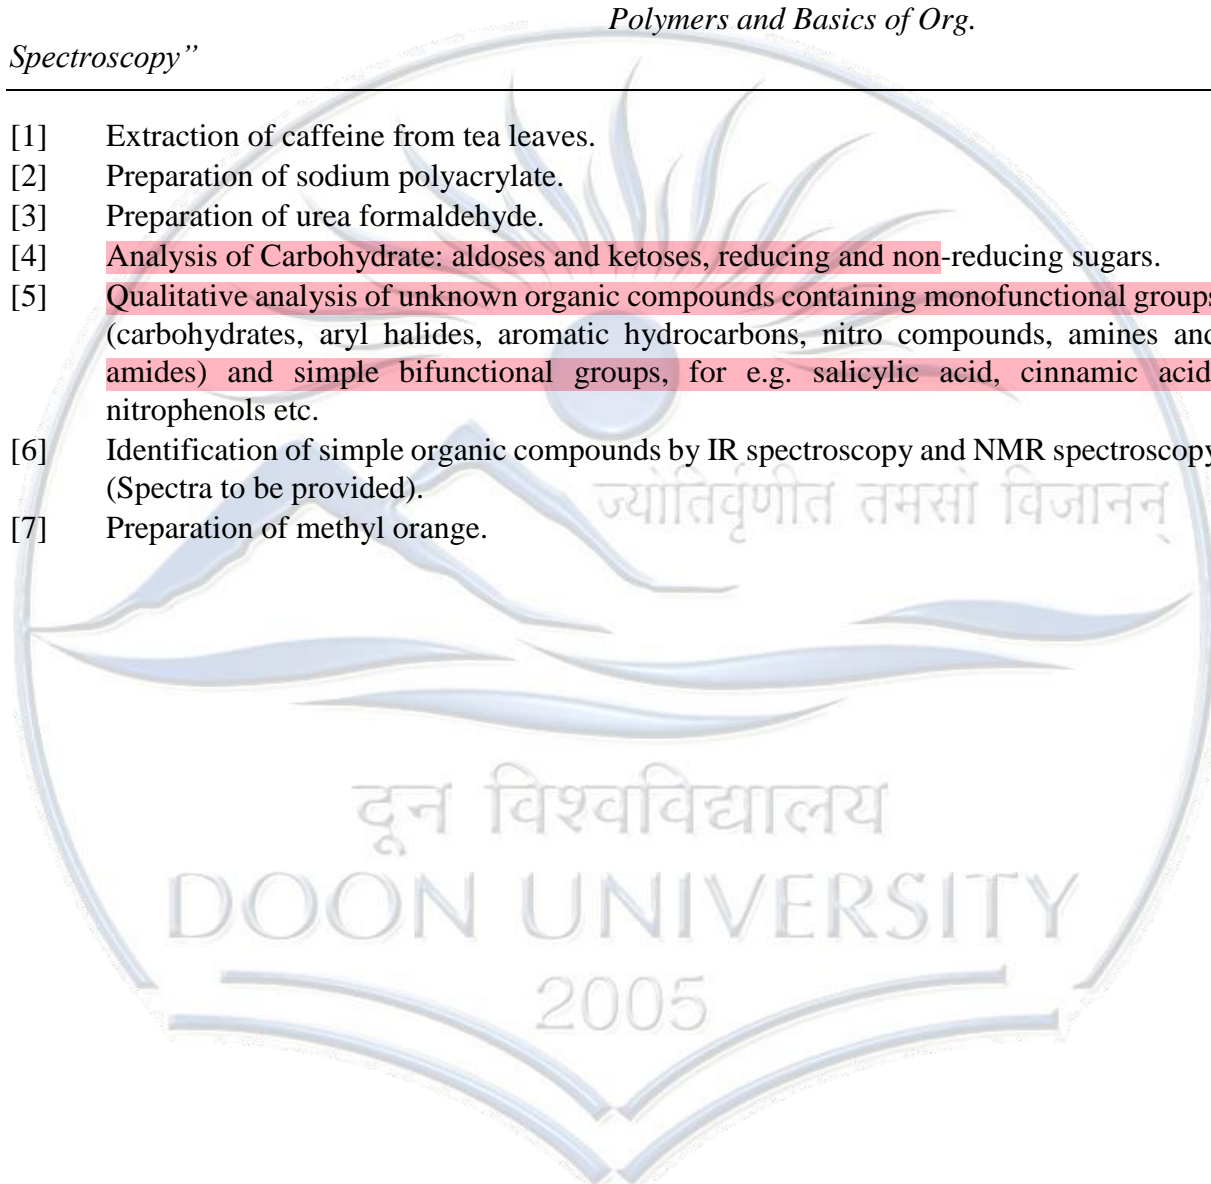 Polymers and Basics of Org.
Spectroscopy”
[1] Extraction of caffeine from tea leaves.
[2] Preparation of sodium polyacrylate.
[3] Preparation of urea formaldehyde.
[4] Analysis of Carbohydrate: aldoses and ketoses, reducing and non-reducing sugars.
[5] Qualitative analysis of unknown organic compounds containing monofunctional groups
(carbohydrates, aryl halides, aromatic hydrocarbons, nitro compounds, amines and
amides) and simple bifunctional groups, for e.g. salicylic acid, cinnamic acid
nitrophenols etc.
[6] Identification of simple organic compounds by IR spectroscopy and NMR spectroscopy
(Spectra to be provided).
ज्योतिर्वृणीत तमसो विजानन्
[7] Preparation of methyl orange.
दून विश्वविद्यालय
DOON UNIVERSITY
2005